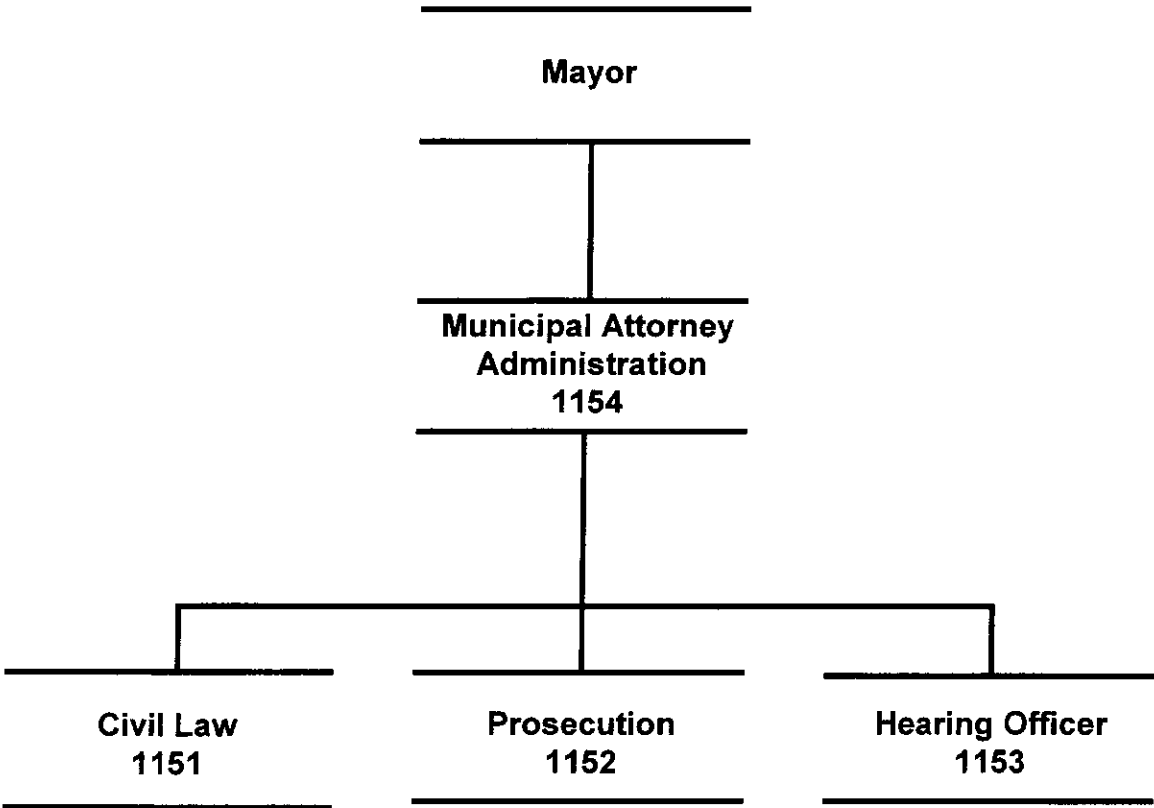 Mayor
Municipal Attorney
Administration
1154
Civil Law
1151
Prosecution
1152
Hearing Officer
1153